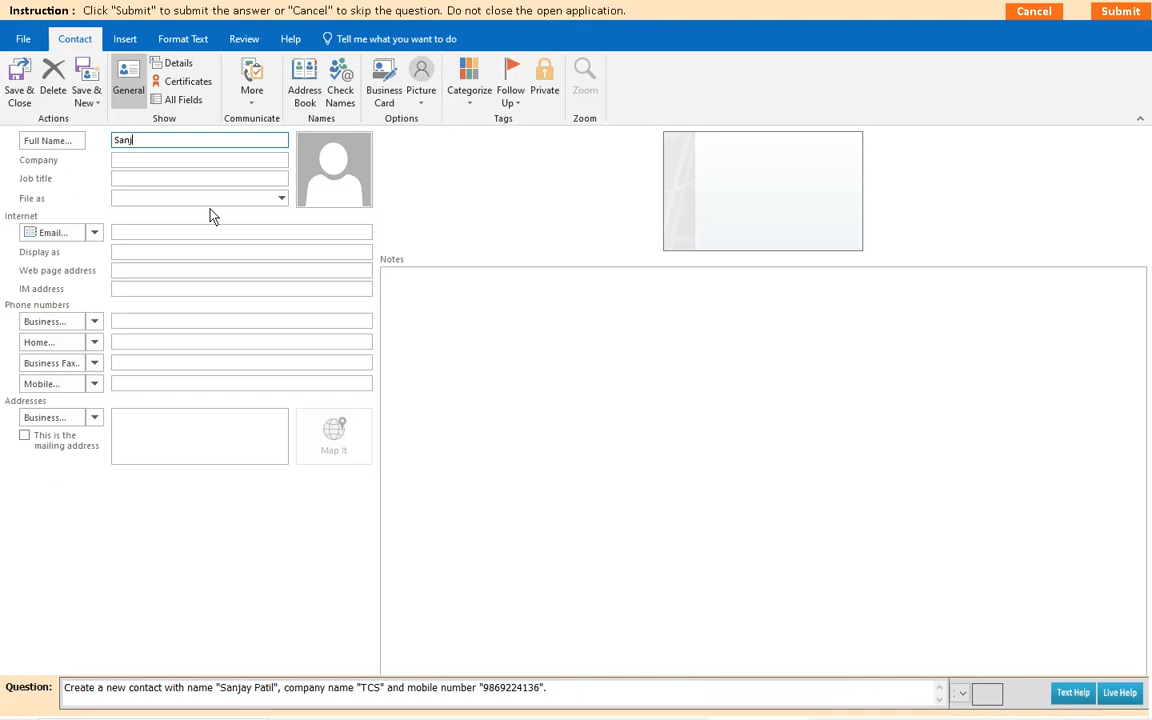 Instruction : Click "Submit" to submit the answer or "Cancel" to skip the question. Do not close the open application.
Cancel Submit
File Contact Insert Format Text Review Help Tell me what you want to do
Save & Close Delete Save & New General Details Certificates All Fields More Address Book Check Names Business Card Picture Categorize Follow Up Private Zoom
Actions Show Communicate Names Options Tags Zoom
Full Name... Sanj
Company
Job title
File as
Internet
Email...
Display as
Notes
Web page address
IM address
Phone numbers
Business...
Home...
Business Fax..
Mobile...
Addresses
Business...
This is the
mailing address
Map It
Question: Create a new contact with name "Sanjay Patil", company name "TCS" and mobile number "9869224136".
Text Help Live Help